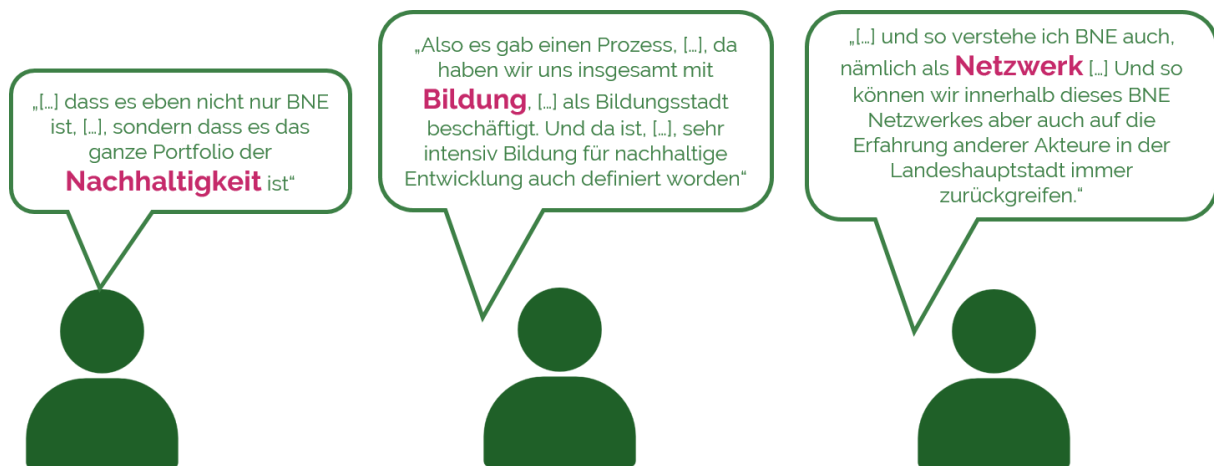 „[…] dass es eben nicht nur BNE
ist, […], sondern dass es das
ganze Portfolio der
Nachhaltigkeit ist“
„Also es gab einen Prozess, […], da
haben wir uns insgesamt mit
Bildung, […] als Bildungsstadt
beschäftigt. Und da ist, […], sehr
intensiv Bildung für nachhaltige
Entwicklung auch definiert worden“
„[…] und so verstehe ich BNE auch,
nämlich als Netzwerk […] Und so
können wir innerhalb dieses BNE
Netzwerkes aber auch auf die
Erfahrung anderer Akteure in der
Landeshauptstadt immer
zurückgreifen.“